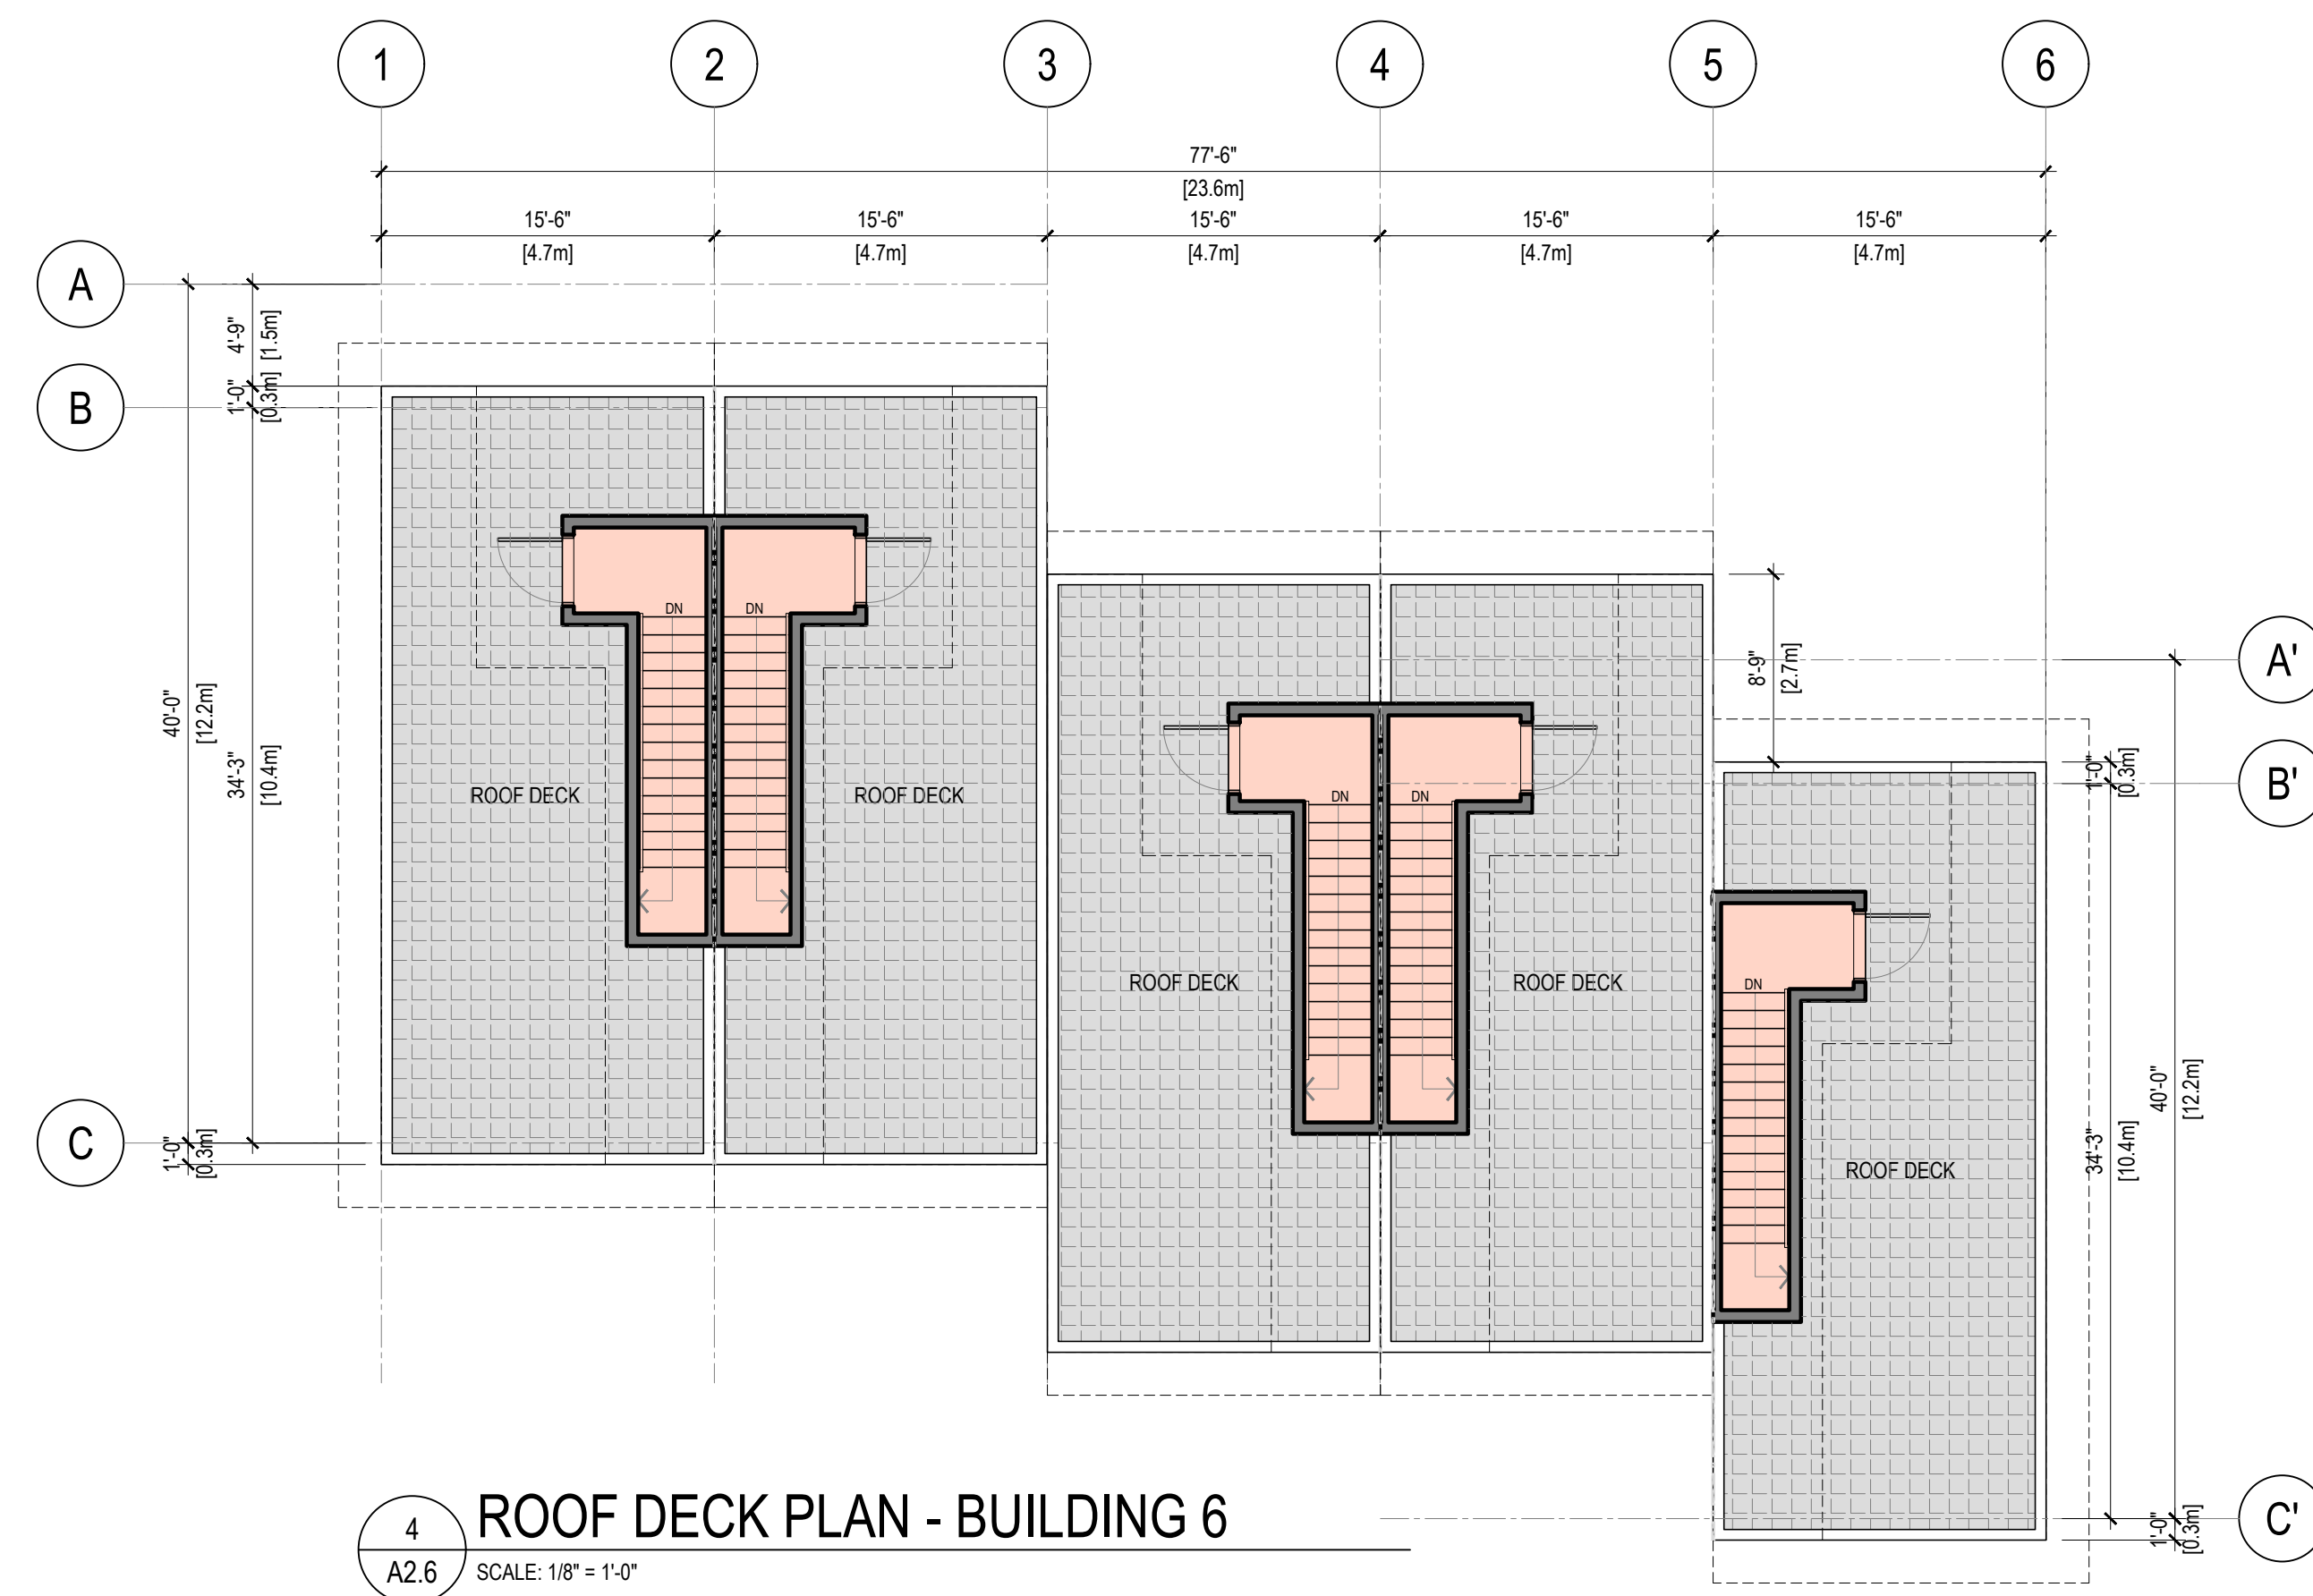 1 2 3 4 5 6
77'-6"
[23.6m]
15'-6" 15'-6" 15'-6" 15'-6" 15'-6"
[4.7m] [4.7m] [4.7m] [4.7m] [4.7m]
A
4'-9"
[1.5m]
B
1'-0"
[0.3m]
40'-0"
[12.2m]
34'-3"
[10.4m]
C
1'-0"
[0.3m]
DN DN
ROOF DECK ROOF DECK
DN DN
ROOF DECK ROOF DECK
8'-9"
[2.7m]
A'
1'-0"
[0.3m]
B'
DN
ROOF DECK
34'-3"
[10.4m]
40'-0"
[12.2m]
1'-0"
[0.3m]
C'
4
A2.6
ROOF DECK PLAN - BUILDING 6
SCALE: 1/8" = 1'-0"